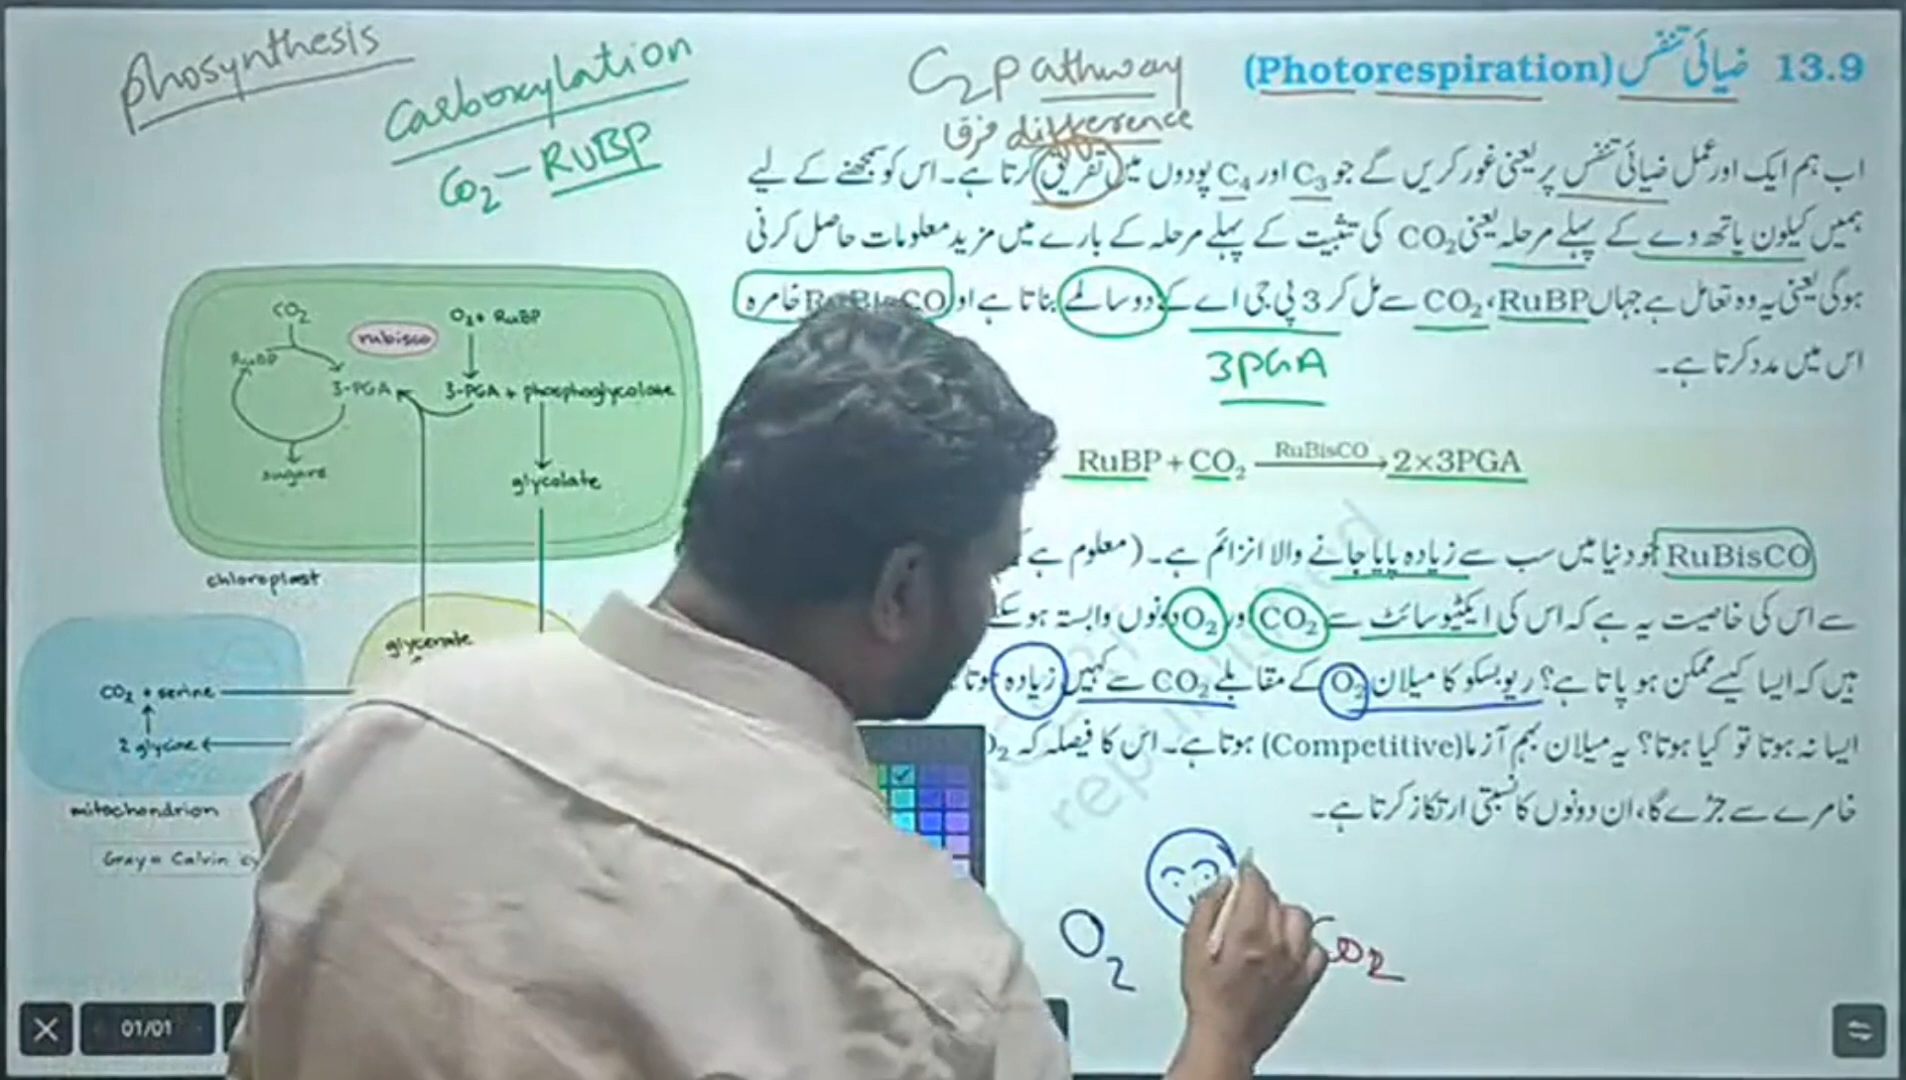 phosynthesis
Carboxylation
CO₂ – RUBP
C₂ Pathway
فرق difference
13.9 ضیائی تنفس (Photorespiration)
اب ہم ایک اور عمل ضیائی تنفس پر یعنی غور کریں گے جو C₃ اور C₄ پودوں میں تفریق کرتا ہے۔ اس کو سمجھنے کے لیے
ہمیں کیلون پاتھ وے کے پہلے مرحلہ یعنی CO₂ کی تثبیت کے پہلے مرحلہ کے بارے میں مزید معلومات حاصل کرنی
ہوگی یعنی یہ وہ تعامل ہے جہاں RuBP، CO₂ سے مل کر 3 پی جی اے کے دو سالمے بناتا ہے او RuBisCO خامرہ
اس میں مدد کرتا ہے۔
3PGA
RuBP + CO₂ RuBisCO → 2×3PGA
RuBisCO جو دنیا میں سب سے زیادہ پایا جانے والا انزائم ہے۔ (معلوم ہے
سے اس کی خاصیت یہ ہے کہ اس کی ایکٹیو سائٹ سے CO₂ اور O₂ دونوں وابستہ ہو سکتے
ہیں کہ ایسا کیسے ممکن ہو پاتا ہے؟ ریوبسکو کا میلان O₂ کے مقابلے CO₂ سے کہیں زیادہ ہوتا
ایسا نہ ہوتا تو کیا ہوتا؟ یہ میلان بہم آزما (Competitive) ہوتا ہے۔ اس کا فیصلہ کہ O₂
خامرے سے جڑے گا، ان دونوں کا نسبتی ارتکاز کرتا ہے۔
O₂
CO₂
CO₂
rubisco
O₂ + RuBP
RuBP
3-PGA
3-PGA + phosphoglycolate
sugars
glycolate
chloroplast
glycerate
CO₂ + serine
2 glycine
mitochondrion
Gray = Calvin cy
01/01